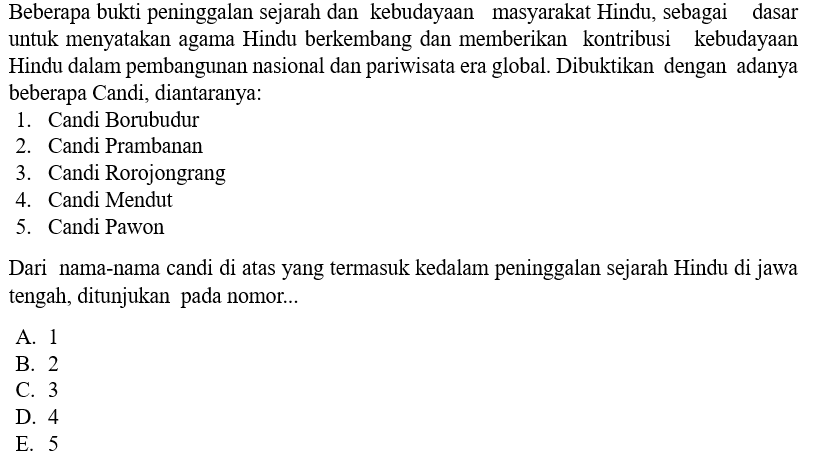 Beberapa bukti peninggalan sejarah dan kebudayaan masyarakat Hindu, sebagai dasar
untuk menyatakan agama Hindu berkembang dan memberikan kontribusi kebudayaan
Hindu dalam pembangunan nasional dan pariwisata era global. Dibuktikan dengan adanya
beberapa Candi, diantaranya:
1. Candi Borubudur
2. Candi Prambanan
3. Candi Rorojongrang
4. Candi Mendut
5. Candi Pawon
Dari nama-nama candi di atas yang termasuk kedalam peninggalan sejarah Hindu di jawa
tengah, ditunjukan pada nomor...
A. 1
B. 2
C. 3
D. 4
E. 5